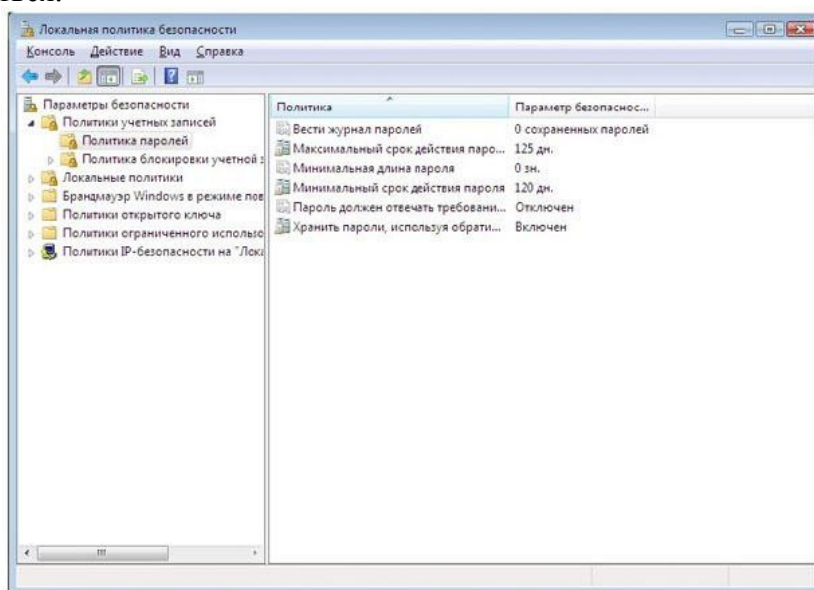 Локальная политика безопасности
Консоль Действие Вид Справка
Параметры безопасности
Политики учетных записей
Политика паролей
Политика блокировки учетной з
Локальные политики
Брандмауэр Windows в режиме пов
Политики открытого ключа
Политики ограниченного использо
Политики IP-безопасности на "Лока
Политика Параметр безопаснос...
Вести журнал паролей 0 сохраненных паролей
Максимальный срок действия паро... 125 дн.
Минимальная длина пароля 0 зн.
Минимальный срок действия пароля 120 дн.
Пароль должен отвечать требовани... Отключен
Хранить пароли, используя обрати... Включен